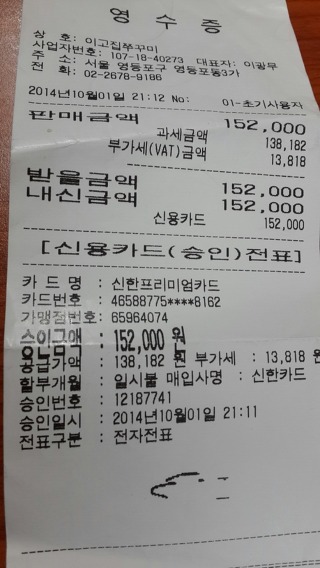 영 수 증
상 호: 이고집쭈꾸미
사업자번호: 107-18-40273 대표자: 이광무
주 소: 서울 영등포구 영등포동3가
전 화: 02-2678-9186
2014년10월01일 21:12 No: 01-초기사용자
판매금액 152,000
과세금액 138,182
부가세(VAT)금액 13,818
받을금액 152,000
내신금액 152,000
신용카드 152,000
[신용카드(승인)전표]
카 드 명 : 신한프리미엄카드
카드번호 : 46588775****8162
가맹점번호: 65964074
승인금액 : 152,000 원
공급가액 : 138,182 원 부가세 : 13,818 원
할부개월 : 일시불 매입사명 : 신한카드
승인번호 : 12187741
승인일시 : 2014년10월01일 21:11
전표구분 : 전자전표